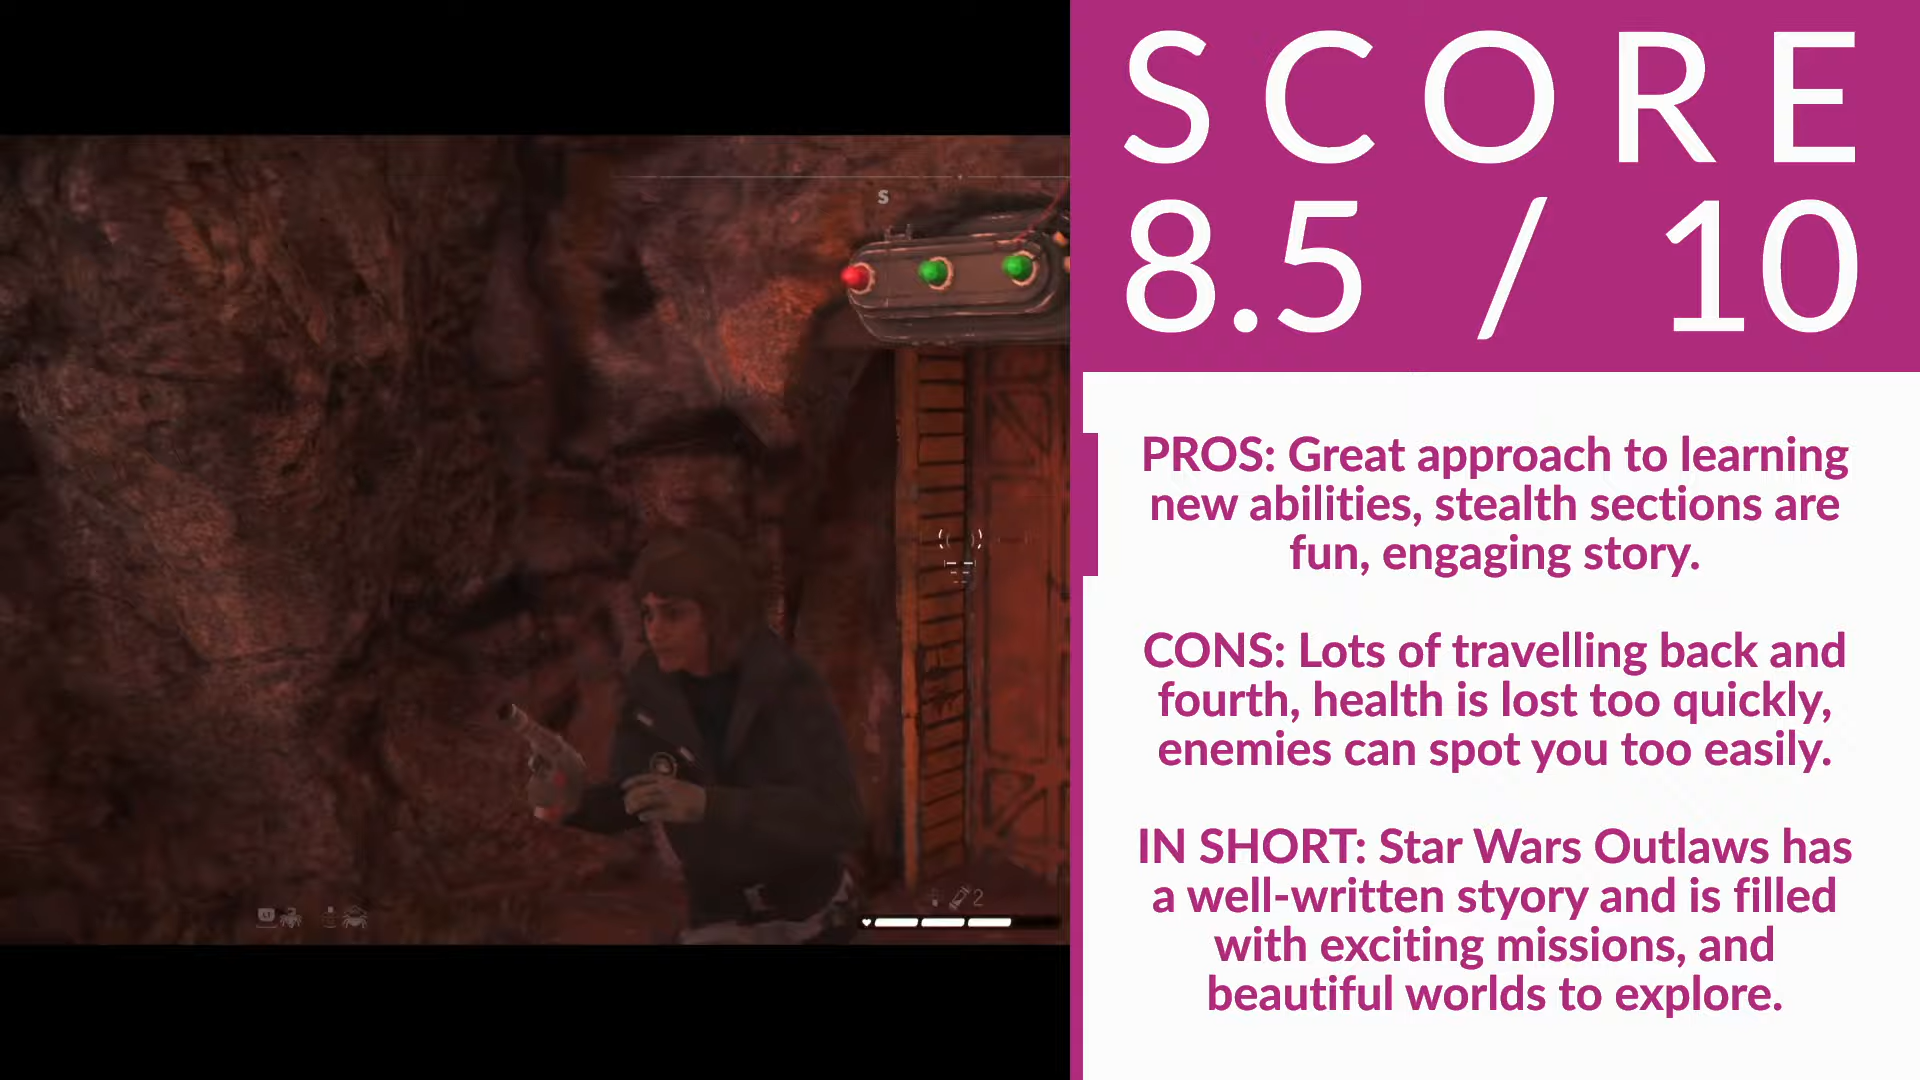 SCORE
8.5 / 10
S
PROS: Great approach to learning
new abilities, stealth sections are
fun, engaging story.
CONS: Lots of travelling back and
fourth, health is lost too quickly,
enemies can spot you too easily.
IN SHORT: Star Wars Outlaws has
a well-written styory and is filled
with exciting missions, and
beautiful worlds to explore.
LT
2